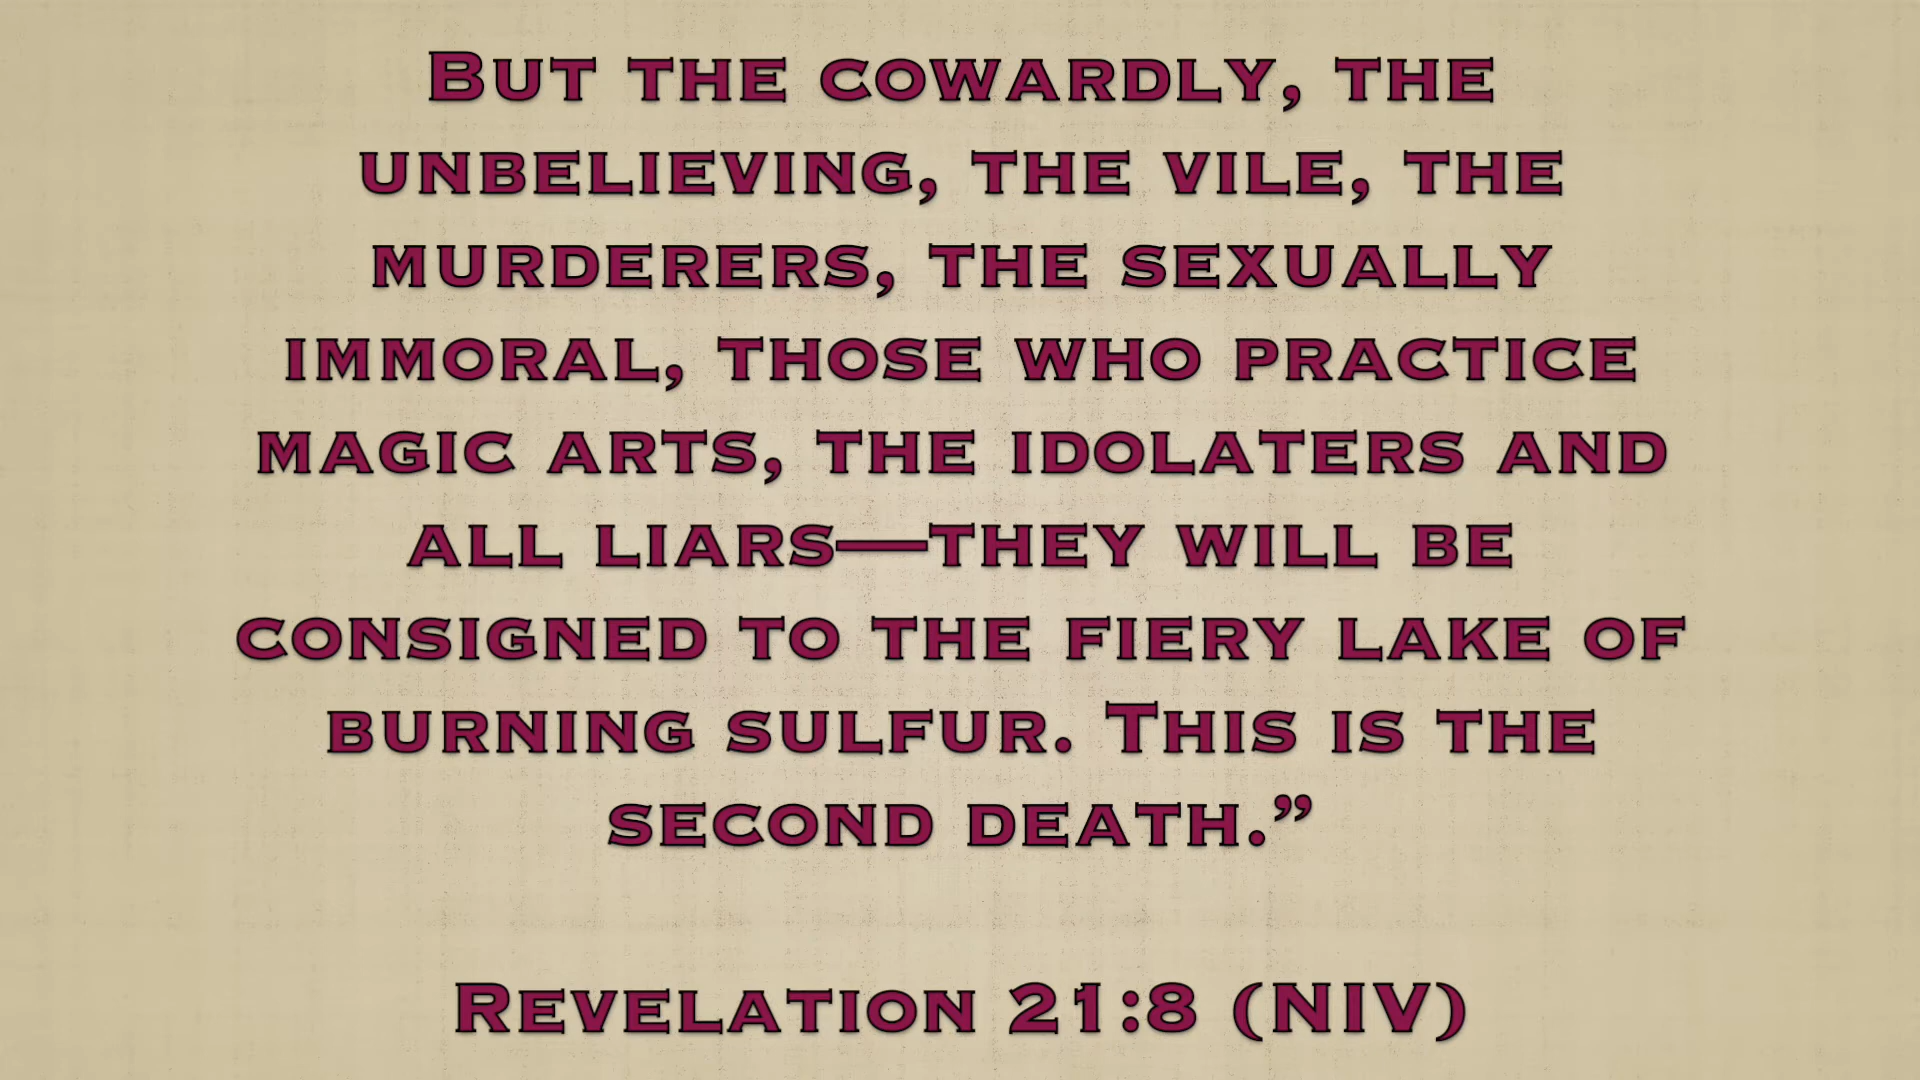 But the cowardly, the
unbelieving, the vile, the
murderers, the sexually
immoral, those who practice
magic arts, the idolaters and
all liars—they will be
consigned to the fiery lake of
burning sulfur. This is the
second death.”
Revelation 21:8 (NIV)